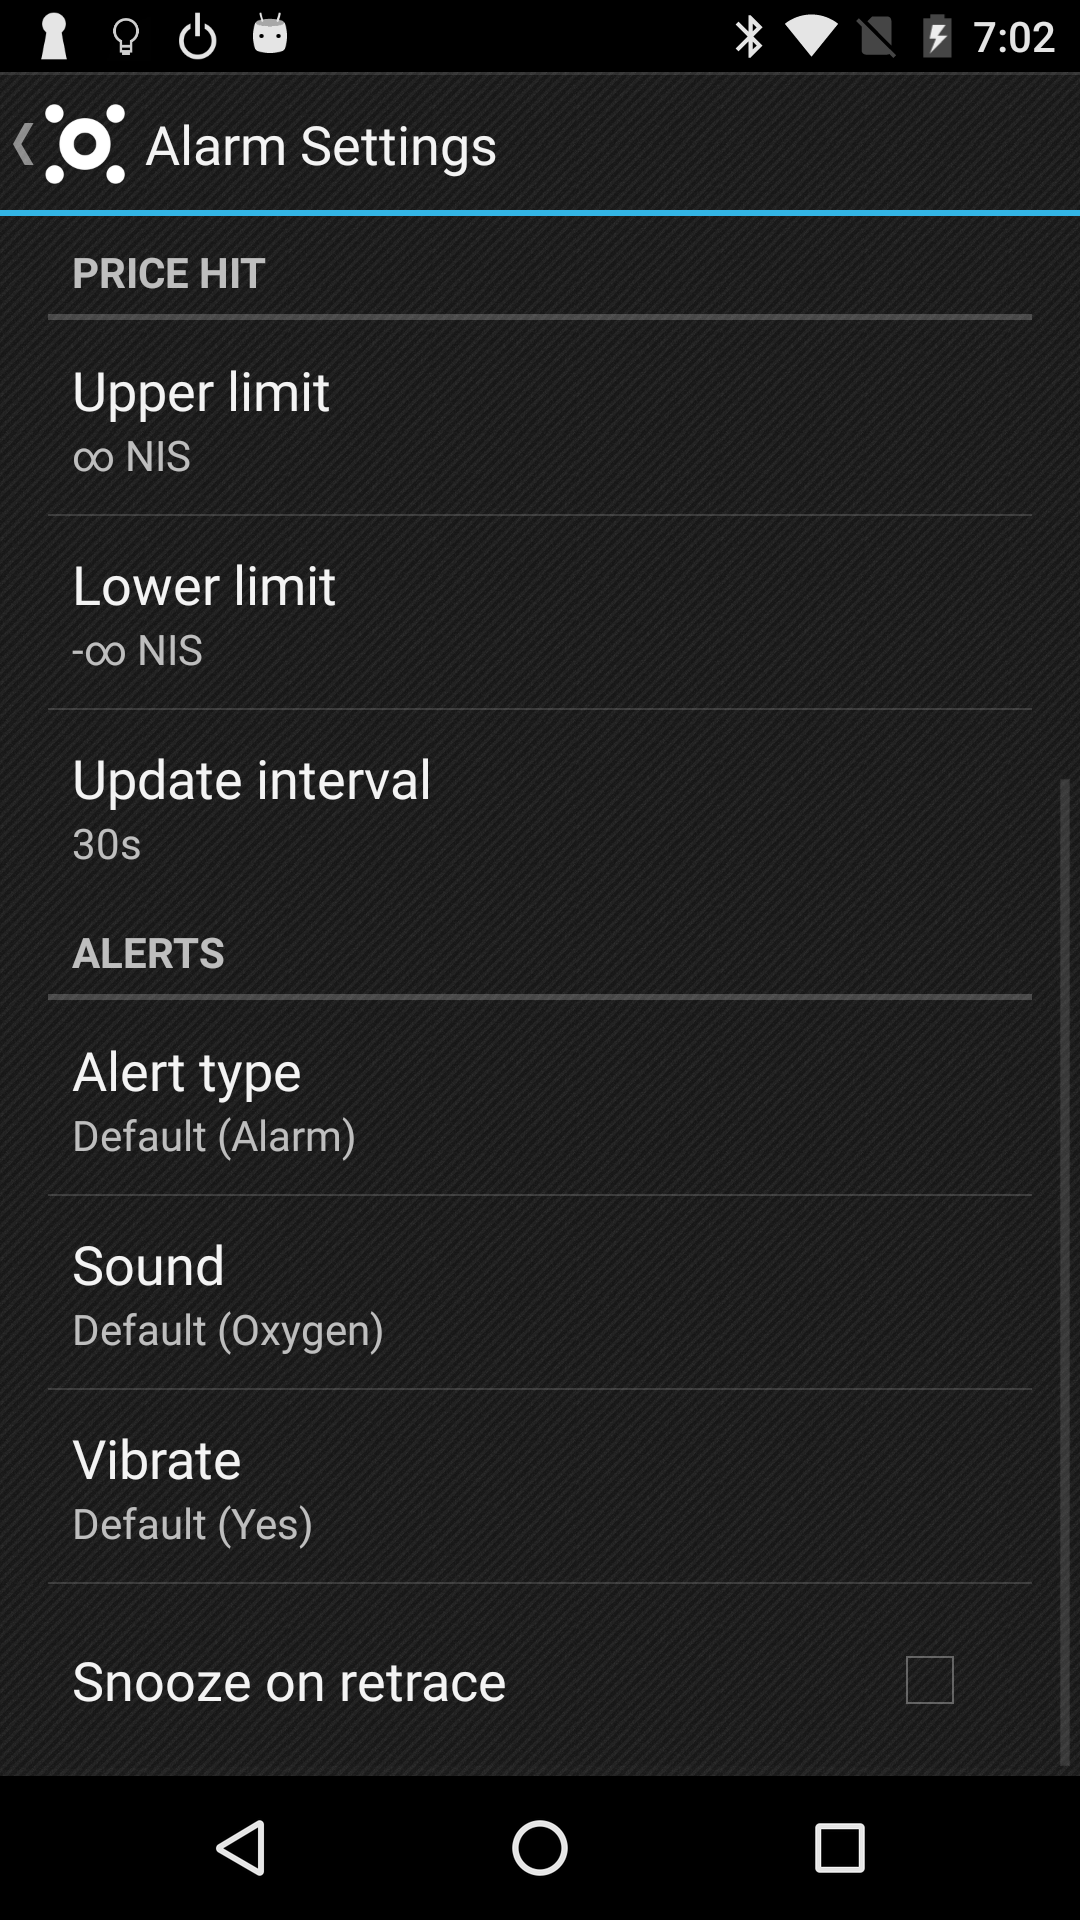 7:02
Alarm Settings
PRICE HIT
Upper limit
∞ NIS
Lower limit
-∞ NIS
Update interval
30s
ALERTS
Alert type
Default (Alarm)
Sound
Default (Oxygen)
Vibrate
Default (Yes)
Snooze on retrace